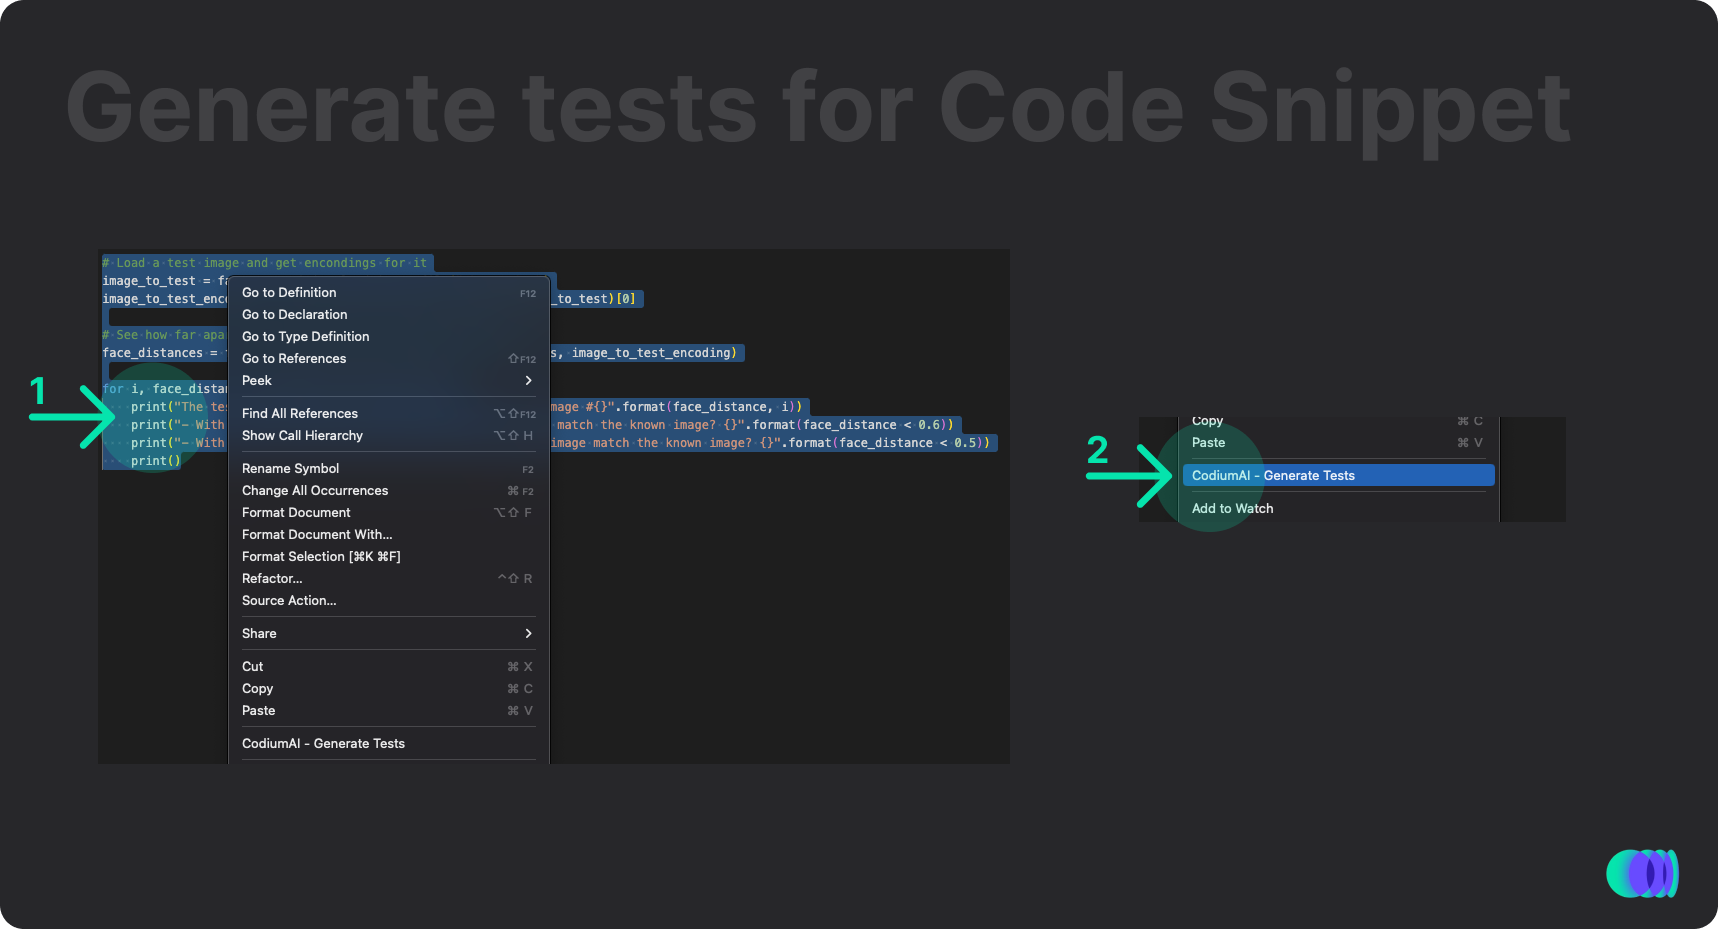 Generate tests for Code Snippet
# Load a test image and get encondings for it
image_to_test = fa
image_to_test_enc _to_test)[0]
# See how far apa
face_distances = s, image_to_test_encoding)
for i, face_distan
print("The tes mage #{}".format(face_distance, i))
print("- With match the known image? {}".format(face_distance < 0.6))
print("- With image match the known image? {}".format(face_distance < 0.5))
print()
1
Go to Definition F12
Go to Declaration
Go to Type Definition
Go to References ⇧F12
Peek
Find All References ⌥⇧F12
Show Call Hierarchy ⌥⇧ H
Rename Symbol F2
Change All Occurrences ⌘ F2
Format Document ⌥⇧ F
Format Document With...
Format Selection [⌘K ⌘F]
Refactor... ^⇧ R
Source Action...
Share
Cut ⌘ X
Copy ⌘ C
Paste ⌘ V
CodiumAI - Generate Tests
2
Copy ⌘ C
Paste ⌘ V
CodiumAI - Generate Tests
Add to Watch